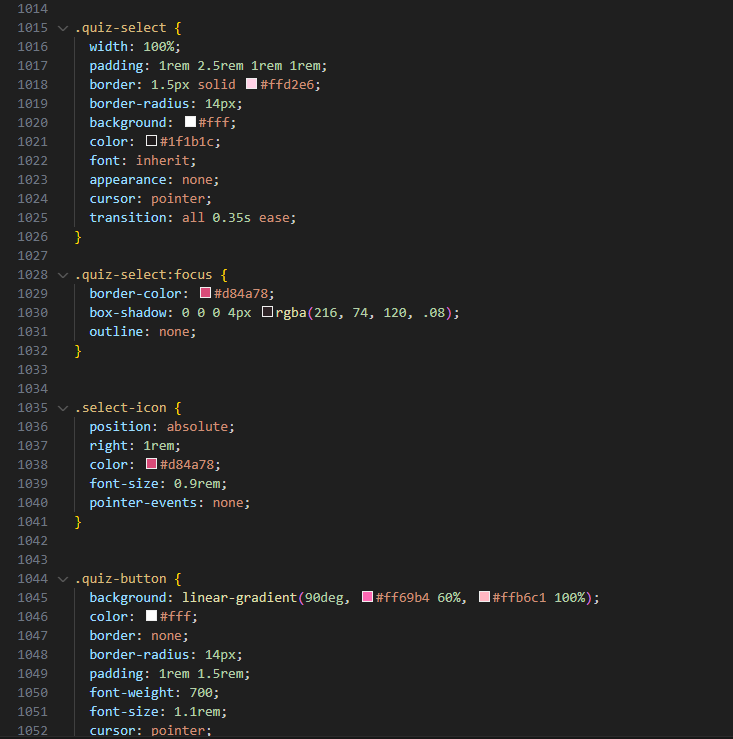 1014
1015 .quiz-select {
1016 width: 100%;
1017 padding: 1rem 2.5rem 1rem 1rem;
1018 border: 1.5px solid #ffd2e6;
1019 border-radius: 14px;
1020 background: #fff;
1021 color: #1f1b1c;
1022 font: inherit;
1023 appearance: none;
1024 cursor: pointer;
1025 transition: all 0.35s ease;
1026 }
1027
1028 .quiz-select:focus {
1029 border-color: #d84a78;
1030 box-shadow: 0 0 0 4px rgba(216, 74, 120, .08);
1031 outline: none;
1032 }
1033
1034
1035 .select-icon {
1036 position: absolute;
1037 right: 1rem;
1038 color: #d84a78;
1039 font-size: 0.9rem;
1040 pointer-events: none;
1041 }
1042
1043
1044 .quiz-button {
1045 background: linear-gradient(90deg, #ff69b4 60%, #ffb6c1 100%);
1046 color: #fff;
1047 border: none;
1048 border-radius: 14px;
1049 padding: 1rem 1.5rem;
1050 font-weight: 700;
1051 font-size: 1.1rem;
1052 cursor: pointer;